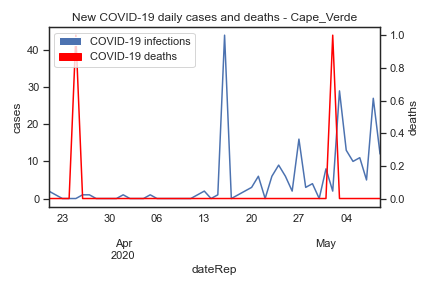 New COVID-19 daily cases and deaths - Cape_Verde
COVID-19 infections
COVID-19 deaths
40
30
20
10
0
cases
1.0
0.8
0.6
0.4
0.2
0.0
deaths
23 30 06 13 20 27 04
Apr May
2020
dateRep